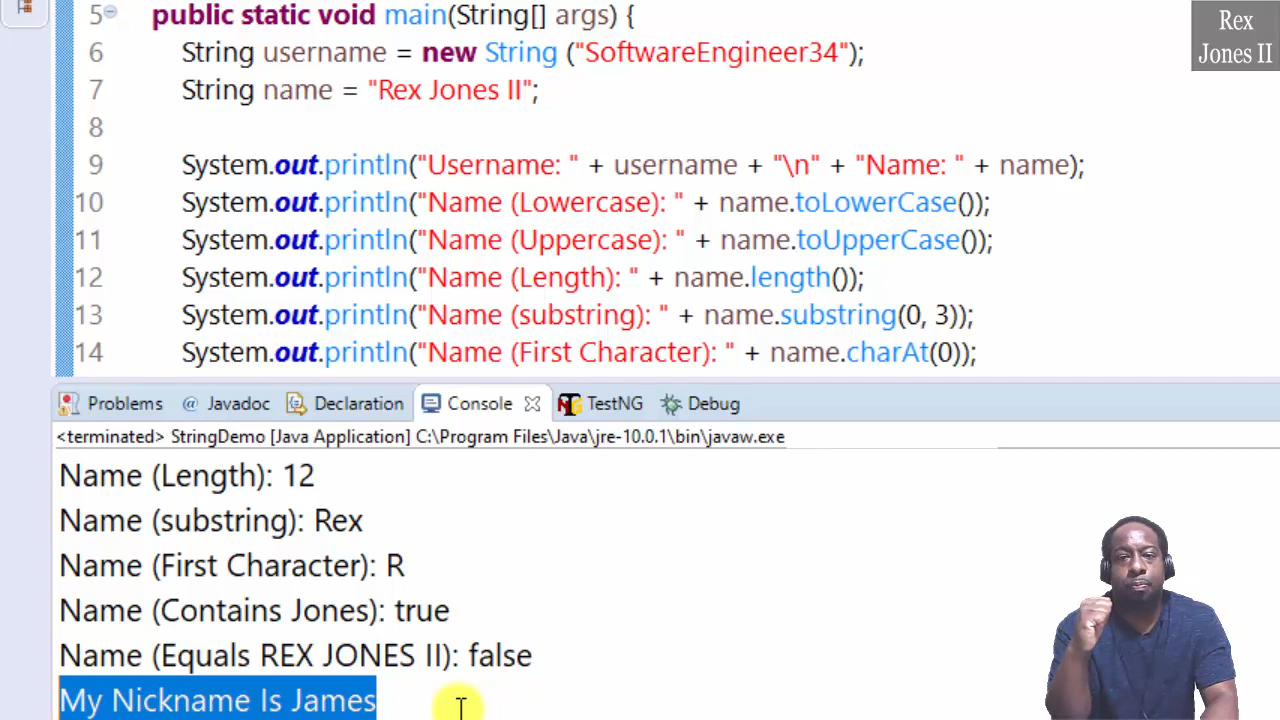 Rex
Jones II
5 public static void main(String[] args) {
6 String username = new String ("SoftwareEngineer34");
7 String name = "Rex Jones II";
8
9 System.out.println("Username: " + username + "\n" + "Name: " + name);
10 System.out.println("Name (Lowercase): " + name.toLowerCase());
11 System.out.println("Name (Uppercase): " + name.toUpperCase());
12 System.out.println("Name (Length): " + name.length());
13 System.out.println("Name (substring): " + name.substring(0, 3));
14 System.out.println("Name (First Character): " + name.charAt(0));
Problems @ Javadoc Declaration Console TestNG Debug
<terminated> StringDemo [Java Application] C:\Program Files\Java\jre-10.0.1\bin\javaw.exe
Name (Length): 12
Name (substring): Rex
Name (First Character): R
Name (Contains Jones): true
Name (Equals REX JONES II): false
My Nickname Is James